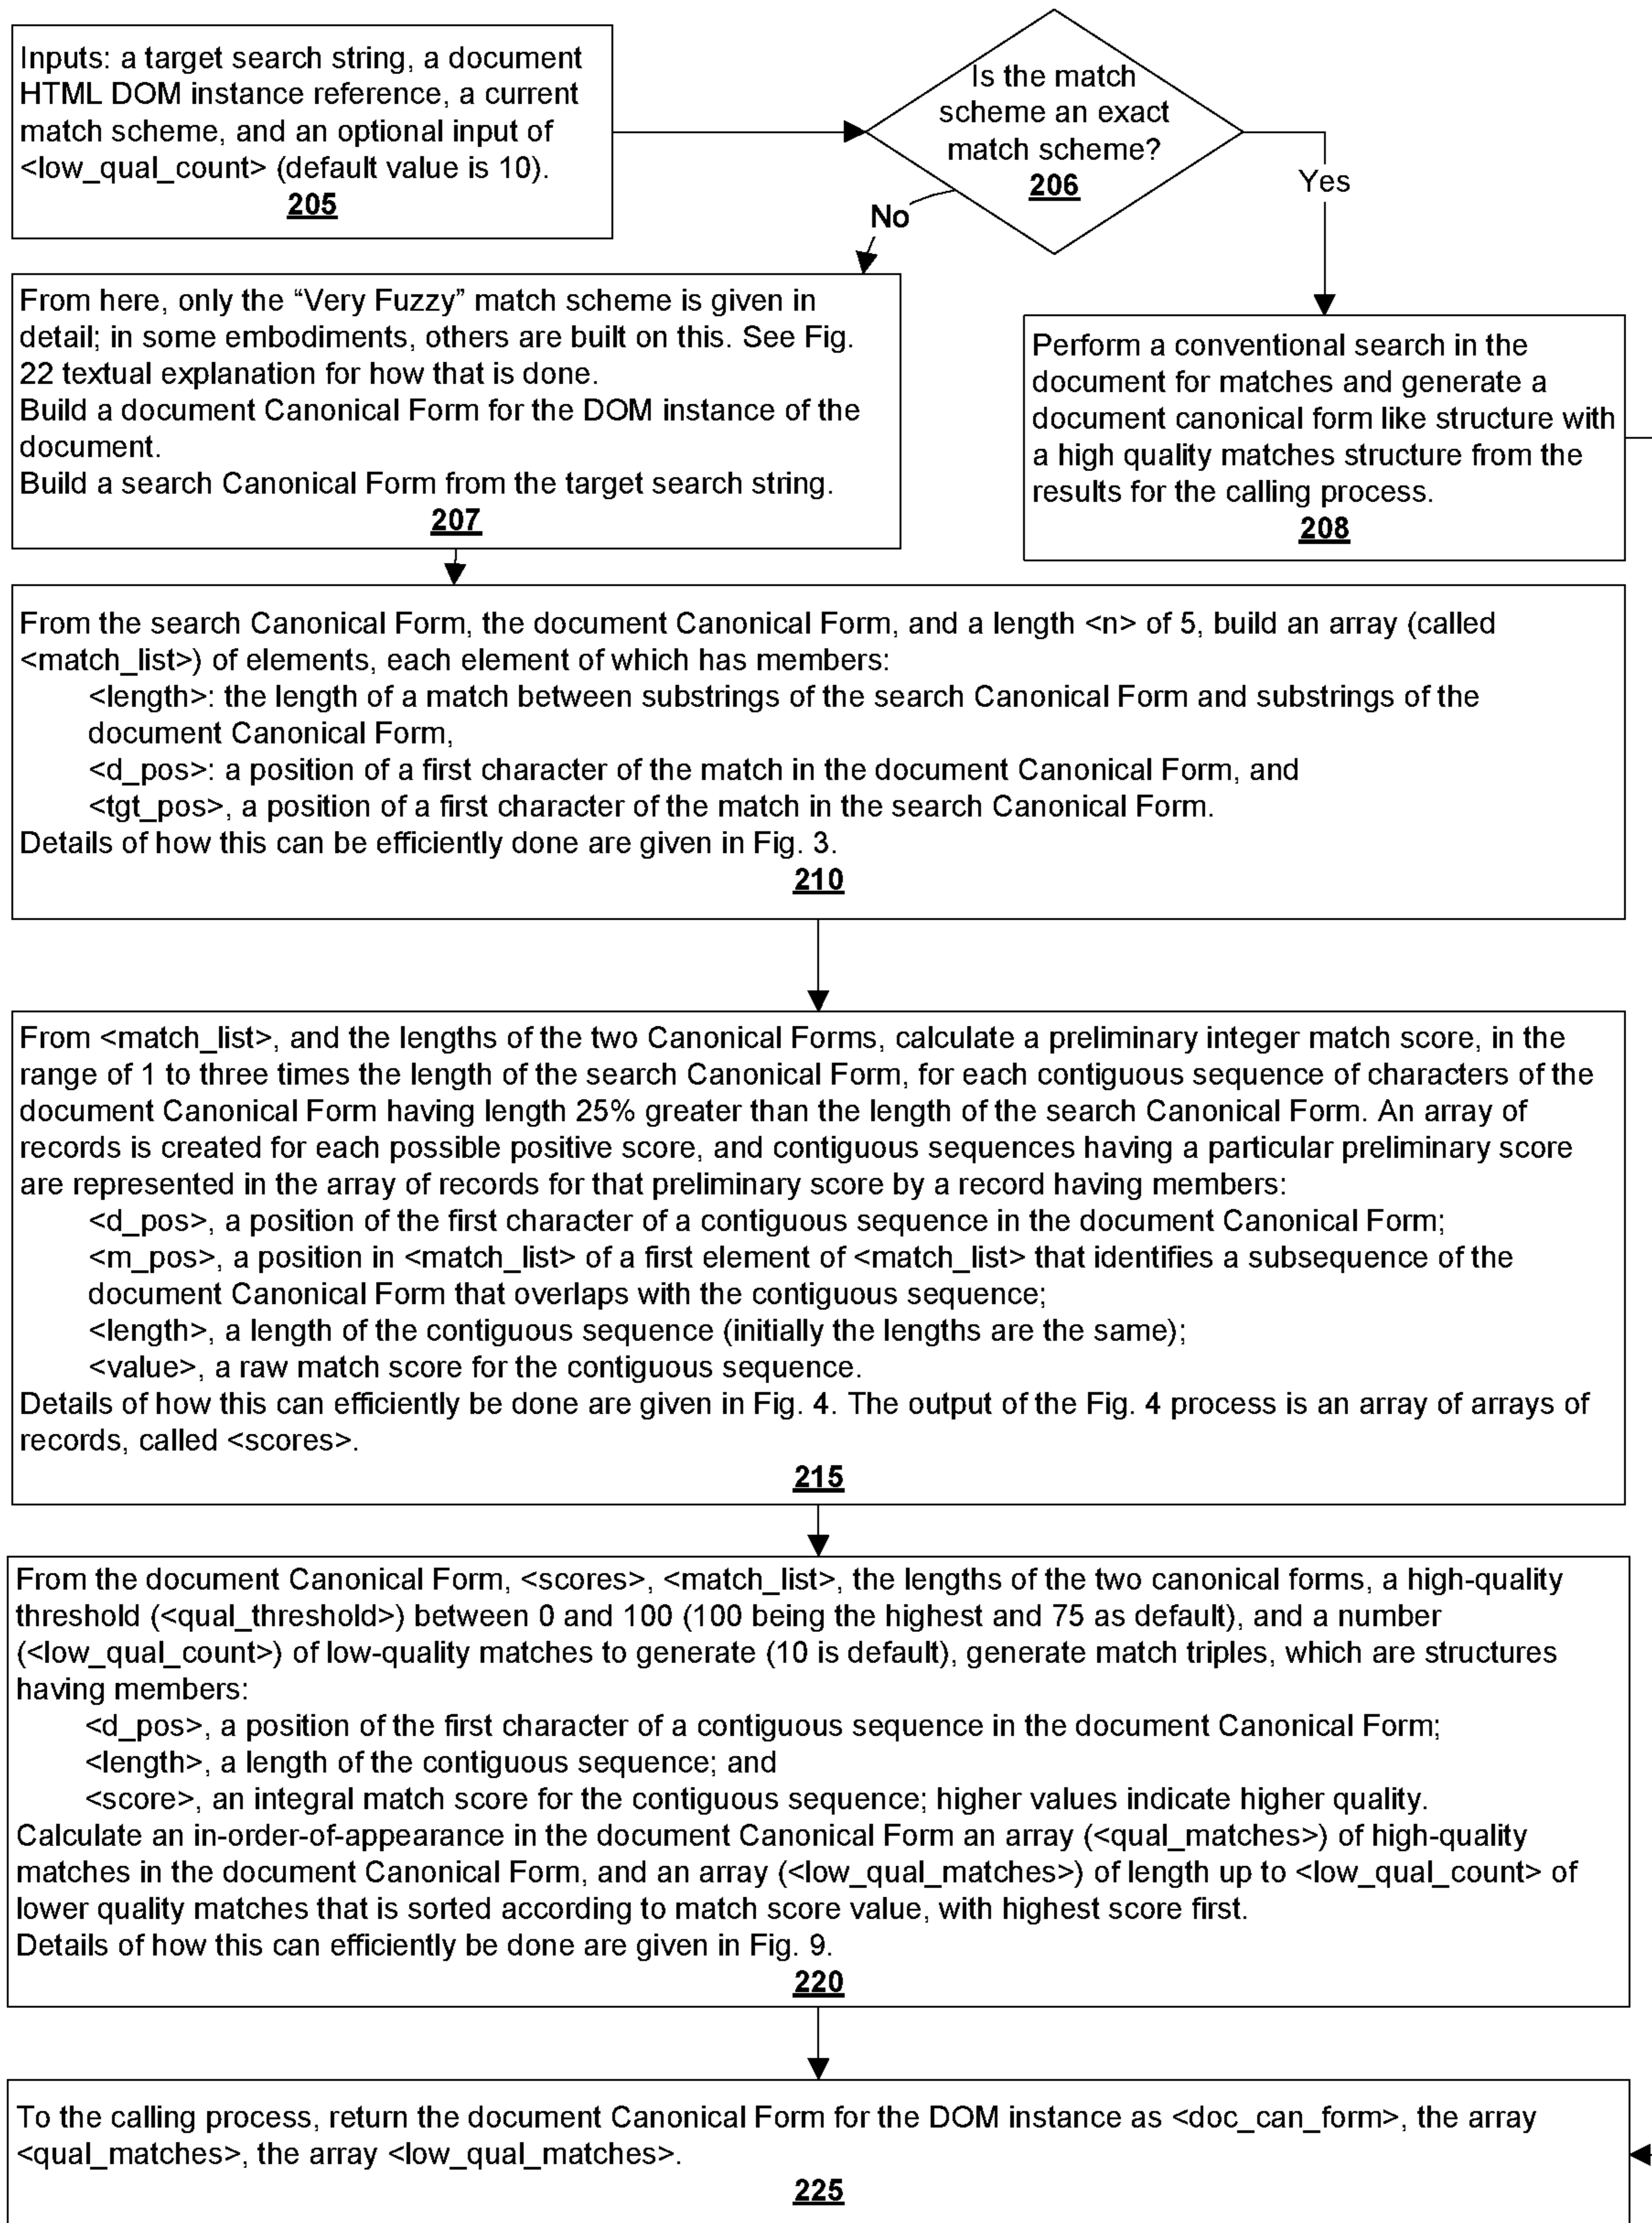 Inputs: a target search string, a document
HTML DOM instance reference, a current
match scheme, and an optional input of
<low_qual_count> (default value is 10).
205
Is the match
scheme an exact
match scheme?
206
Yes
No
From here, only the “Very Fuzzy” match scheme is given in
detail; in some embodiments, others are built on this. See Fig.
22 textual explanation for how that is done.
Build a document Canonical Form for the DOM instance of the
document.
Build a search Canonical Form from the target search string.
207
Perform a conventional search in the
document for matches and generate a
document canonical form like structure with
a high quality matches structure from the
results for the calling process.
208
From the search Canonical Form, the document Canonical Form, and a length <n> of 5, build an array (called
<match_list>) of elements, each element of which has members:
<length>: the length of a match between substrings of the search Canonical Form and substrings of the
document Canonical Form,
<d_pos>: a position of a first character of the match in the document Canonical Form, and
<tgt_pos>, a position of a first character of the match in the search Canonical Form.
Details of how this can be efficiently done are given in Fig. 3.
210
From <match_list>, and the lengths of the two Canonical Forms, calculate a preliminary integer match score, in the
range of 1 to three times the length of the search Canonical Form, for each contiguous sequence of characters of the
document Canonical Form having length 25% greater than the length of the search Canonical Form. An array of
records is created for each possible positive score, and contiguous sequences having a particular preliminary score
are represented in the array of records for that preliminary score by a record having members:
<d_pos>, a position of the first character of a contiguous sequence in the document Canonical Form;
<m_pos>, a position in <match_list> of a first element of <match_list> that identifies a subsequence of the
document Canonical Form that overlaps with the contiguous sequence;
<length>, a length of the contiguous sequence (initially the lengths are the same);
<value>, a raw match score for the contiguous sequence.
Details of how this can efficiently be done are given in Fig. 4. The output of the Fig. 4 process is an array of arrays of
records, called <scores>.
215
From the document Canonical Form, <scores>, <match_list>, the lengths of the two canonical forms, a high-quality
threshold (<qual_threshold>) between 0 and 100 (100 being the highest and 75 as default), and a number
(<low_qual_count>) of low-quality matches to generate (10 is default), generate match triples, which are structures
having members:
<d_pos>, a position of the first character of a contiguous sequence in the document Canonical Form;
<length>, a length of the contiguous sequence; and
<score>, an integral match score for the contiguous sequence; higher values indicate higher quality.
Calculate an in-order-of-appearance in the document Canonical Form an array (<qual_matches>) of high-quality
matches in the document Canonical Form, and an array (<low_qual_matches>) of length up to <low_qual_count> of
lower quality matches that is sorted according to match score value, with highest score first.
Details of how this can efficiently be done are given in Fig. 9.
220
To the calling process, return the document Canonical Form for the DOM instance as <doc_can_form>, the array
<qual_matches>, the array <low_qual_matches>.
225